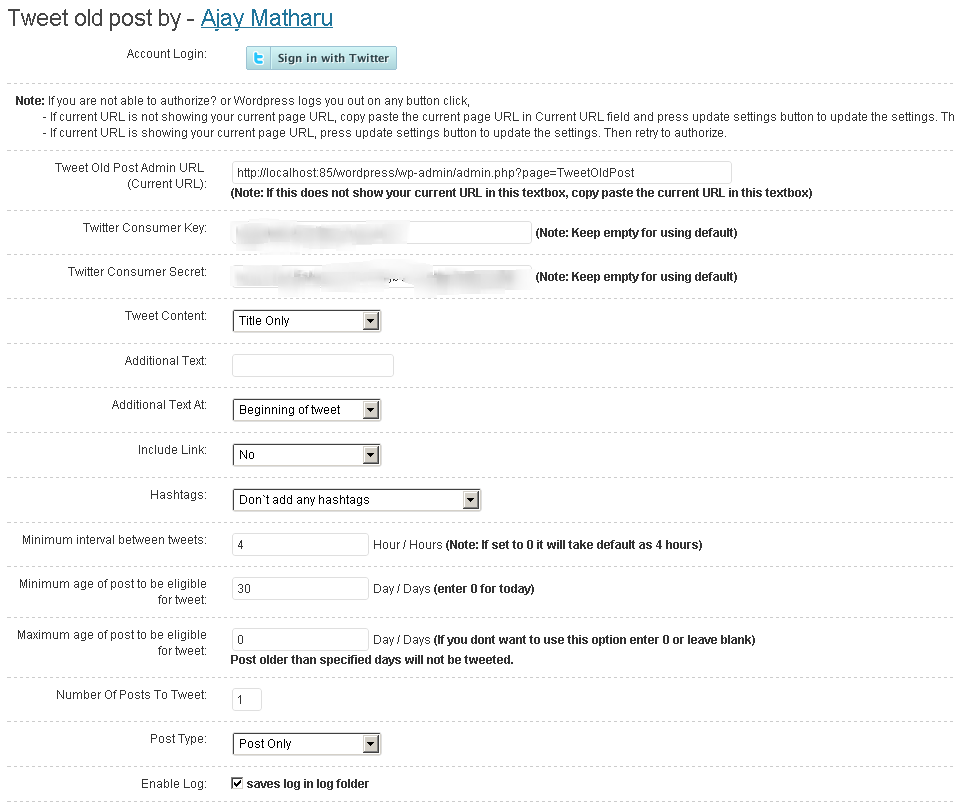 Tweet old post by - Ajay Matharu
Account Login:
Sign in with Twitter
Note: If you are not able to authorize? or Wordpress logs you out on any button click,
- If current URL is not showing your current page URL, copy paste the current page URL in Current URL field and press update settings button to update the settings. Th
- If current URL is showing your current page URL, press update settings button to update the settings. Then retry to authorize.
Tweet Old Post Admin URL
(Current URL):
http://localhost:85/wordpress/wp-admin/admin.php?page=TweetOldPost
(Note: If this does not show your current URL in this textbox, copy paste the current URL in this textbox)
Twitter Consumer Key:
(Note: Keep empty for using default)
Twitter Consumer Secret:
(Note: Keep empty for using default)
Tweet Content:
Title Only
Additional Text:
Additional Text At:
Beginning of tweet
Include Link:
No
Hashtags:
Don`t add any hashtags
Minimum interval between tweets:
4 Hour / Hours (Note: If set to 0 it will take default as 4 hours)
Minimum age of post to be eligible
for tweet:
30 Day / Days (enter 0 for today)
Maximum age of post to be eligible
for tweet:
0 Day / Days (If you dont want to use this option enter 0 or leave blank)
Post older than specified days will not be tweeted.
Number Of Posts To Tweet:
1
Post Type:
Post Only
Enable Log:
saves log in log folder